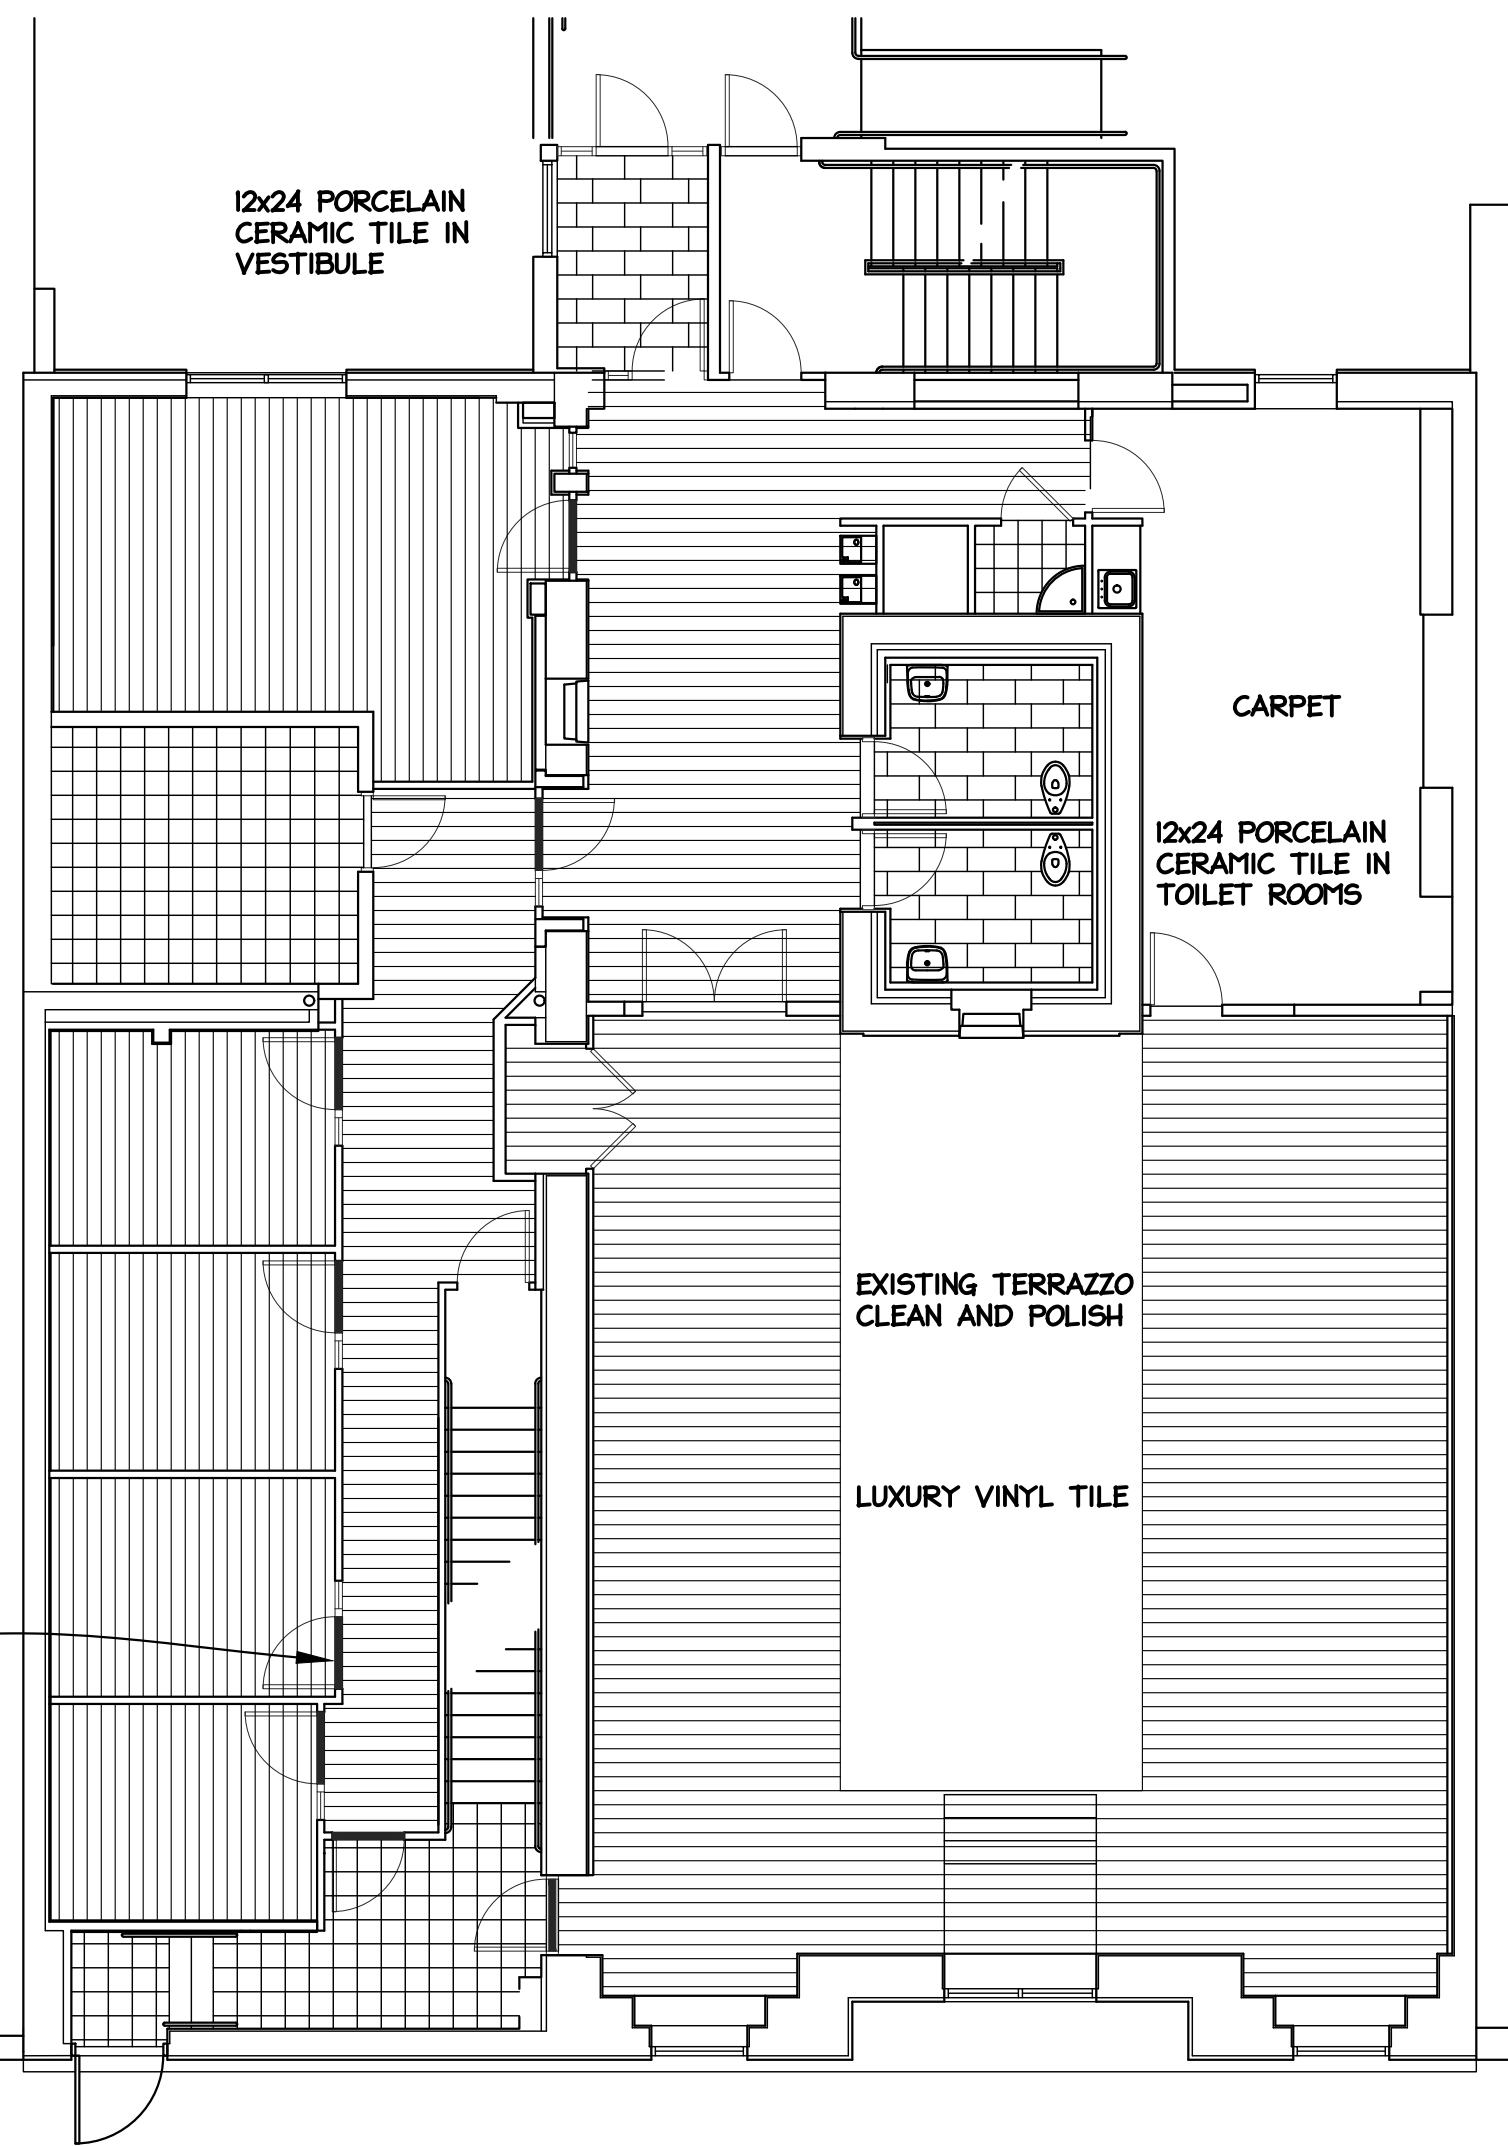 12x24 PORCELAIN
CERAMIC TILE IN
VESTIBULE
CARPET
12x24 PORCELAIN
CERAMIC TILE IN
TOILET ROOMS
EXISTING TERRAZZO
CLEAN AND POLISH
LUXURY VINYL TILE